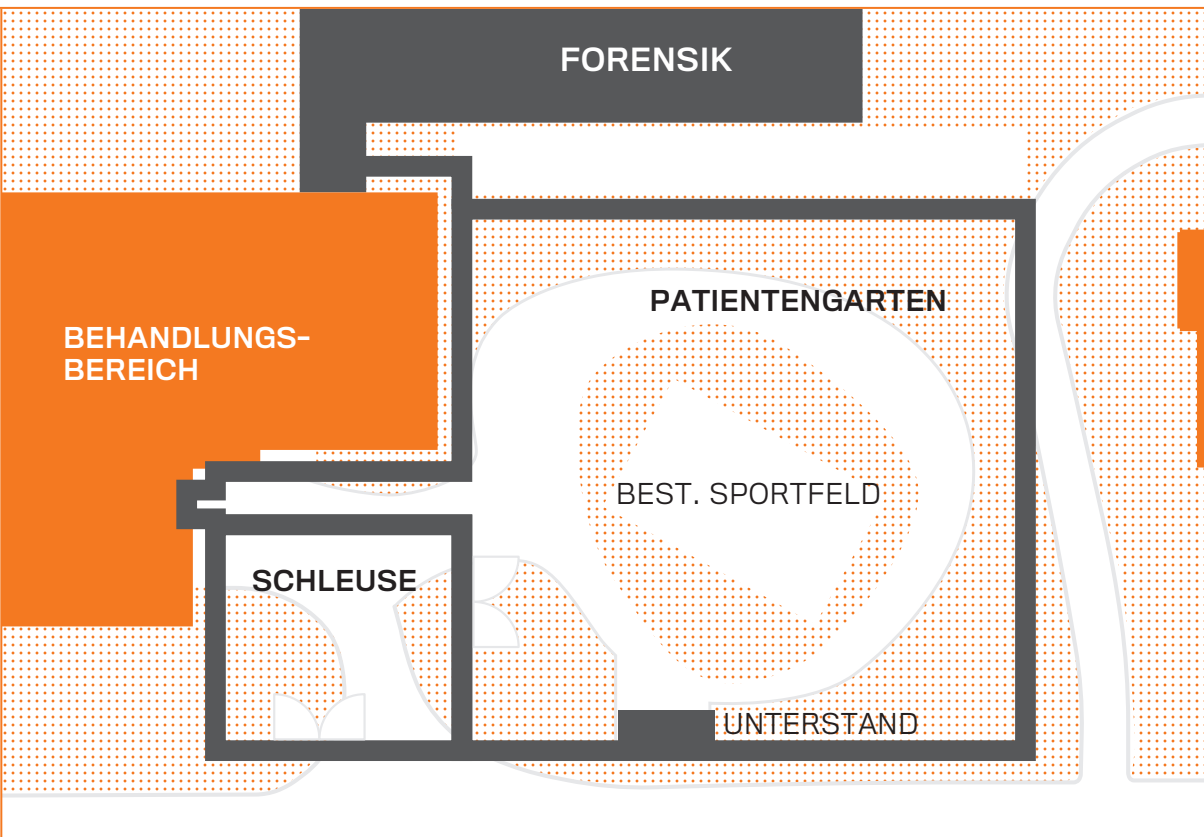 FORENSIK
PATIENTENGARTEN
BEHANDLUNGS-
BEREICH
BEST. SPORTFELD
SCHLEUSE
UNTERSTAND